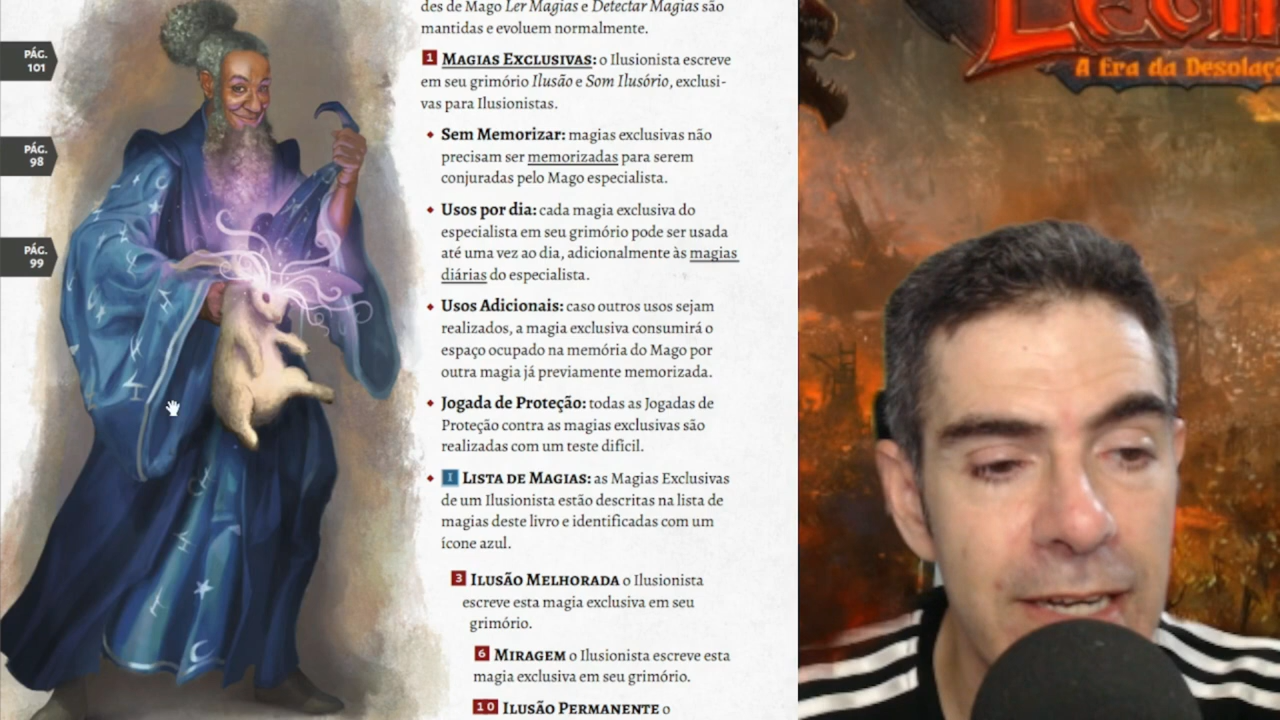 PÁG.
101
PÁG.
98
PÁG.
99
des de Mago Ler Magias e Detectar Magias são
mantidas e evoluem normalmente.
1 MAGIAS EXCLUSIVAS: o Ilusionista escreve
em seu grimório Ilusão e Som Ilusório, exclusi-
vas para Ilusionistas.
Sem Memorizar: magias exclusivas não
precisam ser memorizadas para serem
conjuradas pelo Mago especialista.
Usos por dia: cada magia exclusiva do
especialista em seu grimório pode ser usada
até uma vez ao dia, adicionalmente às magias
diárias do especialista.
Usos Adicionais: caso outros usos sejam
realizados, a magia exclusiva consumirá o
espaço ocupado na memória do Mago por
outra magia já previamente memorizada.
Jogada de Proteção: todas as Jogadas de
Proteção contra as magias exclusivas são
realizadas com um teste difícil.
I LISTA DE MAGIAS: as Magias Exclusivas
de um Ilusionista estão descritas na lista de
magias deste livro e identificadas com um
ícone azul.
3 ILUSÃO MELHORADA o Ilusionista
escreve esta magia exclusiva em seu
grimório.
6 MIRAGEM o Ilusionista escreve esta
magia exclusiva em seu grimório.
10 ILUSÃO PERMANENTE o
A Era da